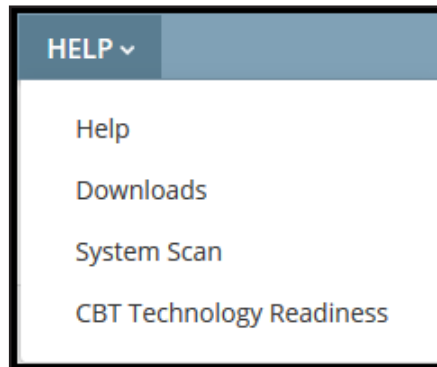 HELP
Help
Downloads
System Scan
CBT Technology Readiness